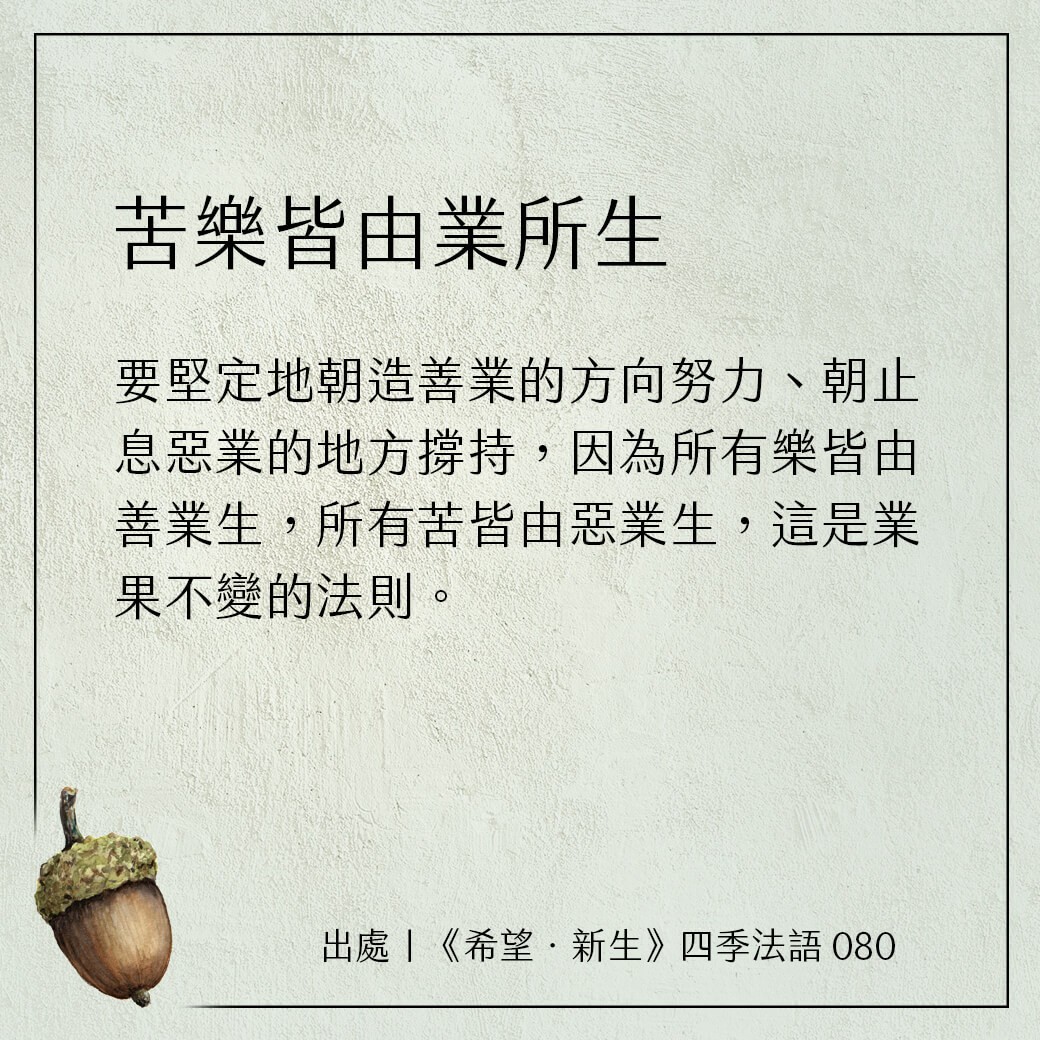 苦樂皆由業所生
要堅定地朝造善業的方向努力、朝止
息惡業的地方撐持，因為所有樂皆由
善業生，所有苦皆由惡業生，這是業
果不變的法則。
出處｜《希望．新生》四季法語 080